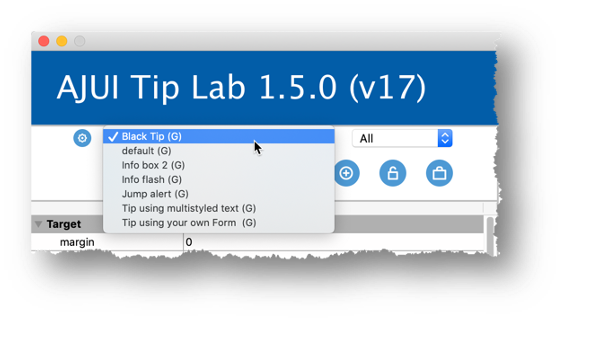 AJUI Tip Lab 1.5.0 (v17)
Black Tip (G)
All
default (G)
Info box 2 (G)
Info flash (G)
Jump alert (G)
Tip using multistyled text (G)
Tip using your own Form  (G)
Target
margin
0